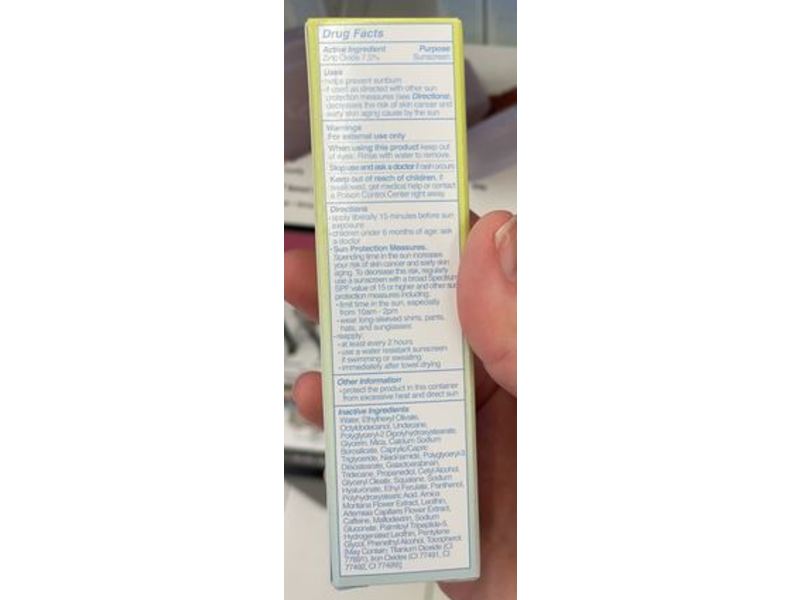 Drug Facts
Active Ingredient Purpose
Zinc Oxide 7.5% Sunscreen
Uses
·helps prevent sunburn
·if used as directed with other sun
protection measures (see Directions),
decreases the risk of skin cancer and
early skin aging cause by the sun
Warnings
For external use only
When using this product keep out
of eyes. Rinse with water to remove.
Stop use and ask a doctor if rash occurs
Keep out of reach of children. If
swallowed, get medical help or contact
a Poison Control Center right away.
Directions
·apply liberally 15 minutes before sun
exposure
·children under 6 months of age: ask
a doctor
·Sun Protection Measures.
Spending time in the sun increases
your risk of skin cancer and early skin
aging. To decrease this risk, regularly
use a sunscreen with a broad Spectrum
SPF value of 15 or higher and other sun
protection measures including:
·limit time in the sun, especially
from 10am - 2pm
·wear long-sleeved shirts, pants,
hats, and sunglasses
·reapply:
·at least every 2 hours
·use a water resistant sunscreen
if swimming or sweating
·immediately after towel drying
Other information
·protect the product in this container
from excessive heat and direct sun
Inactive Ingredients
Water, Ethylhexyl Olivate,
Octyldodecanol, Undecane,
Polyglyceryl-2 Dipolyhydroxystearate,
Glycerin, Mica, Calcium Sodium
Borosilicate, Caprylic/Capric
Triglyceride, Niacinamide, Polyglyceryl-3
Diisostearate, Galactoarabinan,
Tridecane, Propanediol, Cetyl Alcohol,
Glyceryl Oleate, Squalane, Sodium
Hyaluronate, Ethyl Ferulate, Panthenol,
Polyhydroxystearic Acid, Arnica
Montana Flower Extract, Lecithin,
Artemisia Capillaris Flower Extract,
Caffeine, Maltodextrin, Sodium
Gluconate, Palmitoyl Tripeptide-5,
Hydrogenated Lecithin, Pentylene
Glycol, Phenethyl Alcohol, Tocopherol
[May Contain: Titanium Dioxide (CI
77891), Iron Oxides (CI 77491, CI
77492, CI 77499)]